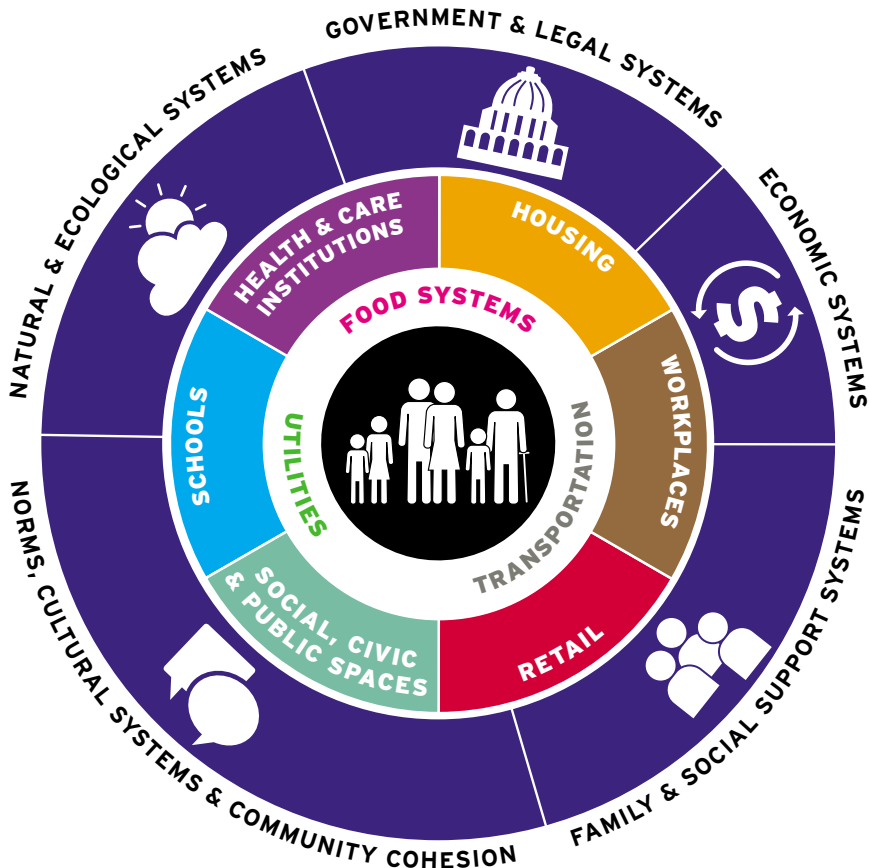 GOVERNMENT & LEGAL SYSTEMS
ECONOMIC SYSTEMS
FAMILY & SOCIAL SUPPORT SYSTEMS
NORMS, CULTURAL SYSTEMS & COMMUNITY COHESION
NATURAL & ECOLOGICAL SYSTEMS
HEALTH & CARE
INSTITUTIONS
HOUSING
WORKPLACES
RETAIL
SOCIAL, CIVIC
& PUBLIC SPACES
SCHOOLS
FOOD SYSTEMS
TRANSPORTATION
UTILITIES
$